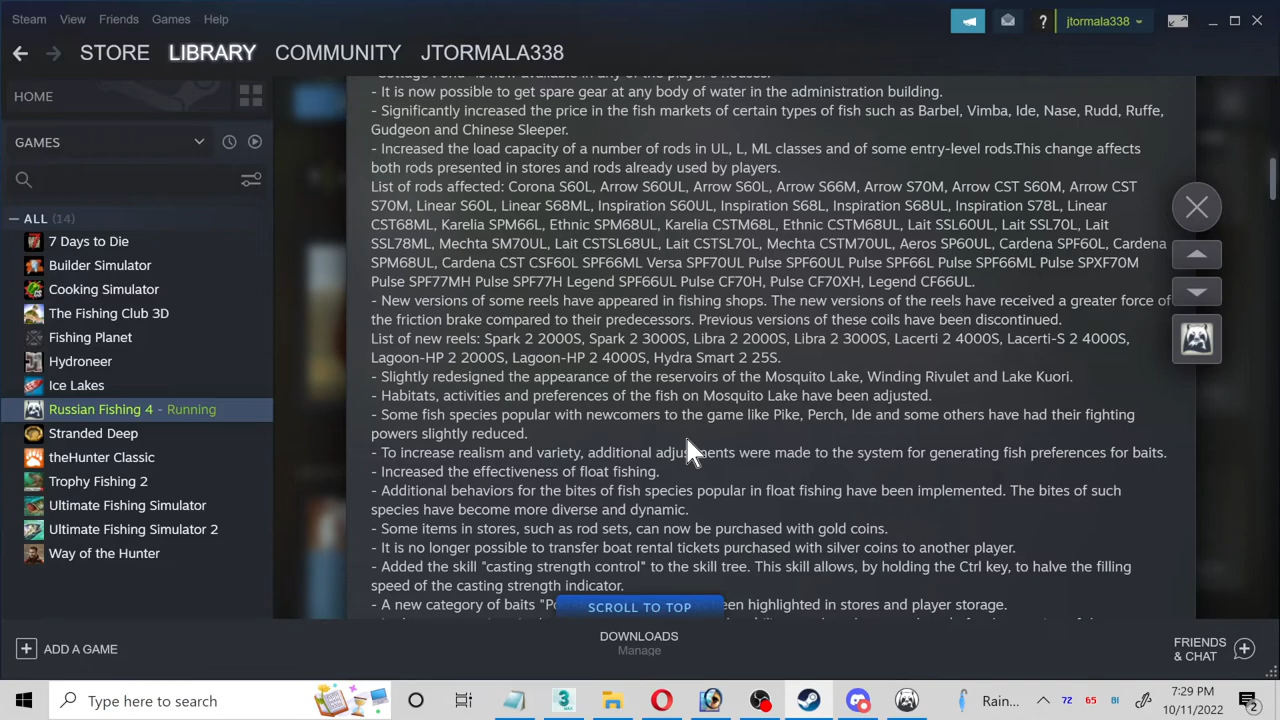 Steam View Friends Games Help
jtormala338
STORE LIBRARY COMMUNITY JTORMALA338
HOME
GAMES
ALL (14)
7 Days to Die
Builder Simulator
Cooking Simulator
The Fishing Club 3D
Fishing Planet
Hydroneer
Ice Lakes
Russian Fishing 4 - Running
Stranded Deep
theHunter Classic
Trophy Fishing 2
Ultimate Fishing Simulator
Ultimate Fishing Simulator 2
Way of the Hunter
"Cottage Pond" is now available in any of the player's houses.
- It is now possible to get spare gear at any body of water in the administration building.
- Significantly increased the price in the fish markets of certain types of fish such as Barbel, Vimba, Ide, Nase, Rudd, Ruffe,
Gudgeon and Chinese Sleeper.
- Increased the load capacity of a number of rods in UL, L, ML classes and of some entry-level rods.This change affects
both rods presented in stores and rods already used by players.
List of rods affected: Corona S60L, Arrow S60UL, Arrow S60L, Arrow S66M, Arrow S70M, Arrow CST S60M, Arrow CST
S70M, Linear S60L, Linear S68ML, Inspiration S60UL, Inspiration S68L, Inspiration S68UL, Inspiration S78L, Linear
CST68ML, Karelia SPM66L, Ethnic SPM68UL, Karelia CSTM68L, Ethnic CSTM68UL, Lait SSL60UL, Lait SSL70L, Lait
SSL78ML, Mechta SM70UL, Lait CSTSL68UL, Lait CSTSL70L, Mechta CSTM70UL, Aeros SP60UL, Cardena SPF60L, Cardena
SPM68UL, Cardena CST CSF60L SPF66ML Versa SPF70UL Pulse SPF60UL Pulse SPF66L Pulse SPF66ML Pulse SPXF70M
Pulse SPF77MH Pulse SPF77H Legend SPF66UL Pulse CF70H, Pulse CF70XH, Legend CF66UL.
- New versions of some reels have appeared in fishing shops. The new versions of the reels have received a greater force of
the friction brake compared to their predecessors. Previous versions of these coils have been discontinued.
List of new reels: Spark 2 2000S, Spark 2 3000S, Libra 2 2000S, Libra 2 3000S, Lacerti 2 4000S, Lacerti-S 2 4000S,
Lagoon-HP 2 2000S, Lagoon-HP 2 4000S, Hydra Smart 2 25S.
- Slightly redesigned the appearance of the reservoirs of the Mosquito Lake, Winding Rivulet and Lake Kuori.
- Habitats, activities and preferences of the fish on Mosquito Lake have been adjusted.
- Some fish species popular with newcomers to the game like Pike, Perch, Ide and some others have had their fighting
powers slightly reduced.
- To increase realism and variety, additional adjustments were made to the system for generating fish preferences for baits.
- Increased the effectiveness of float fishing.
- Additional behaviors for the bites of fish species popular in float fishing have been implemented. The bites of such
species have become more diverse and dynamic.
- Some items in stores, such as rod sets, can now be purchased with gold coins.
- It is no longer possible to transfer boat rental tickets purchased with silver coins to another player.
- Added the skill "casting strength control" to the skill tree. This skill allows, by holding the Ctrl key, to halve the filling
speed of the casting strength indicator.
- A new category of baits highlighted in stores and player storage.
SCROLL TO TOP
ADD A GAME
DOWNLOADS
Manage
FRIENDS
& CHAT
Type here to search
Rain...
72 65 BI
7:29 PM
10/11/2022
2